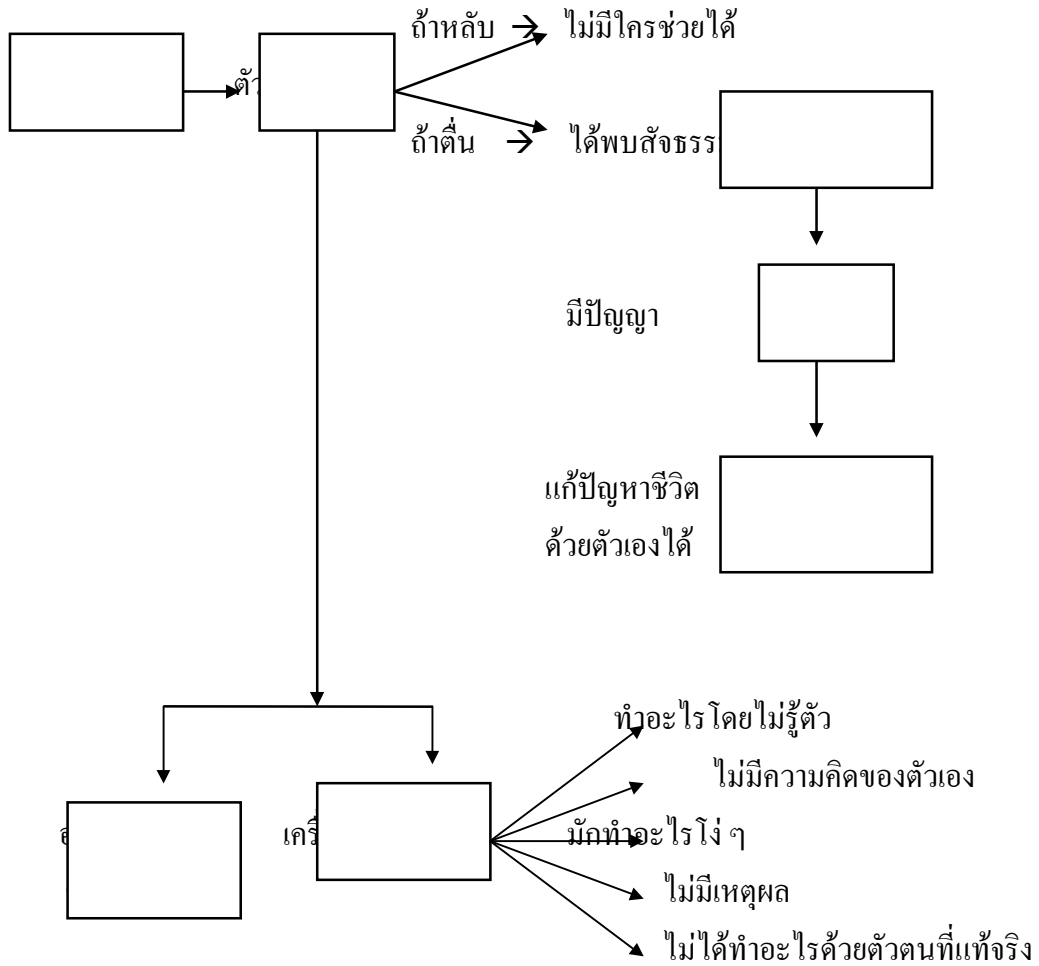 ถ้าหลับ → ไม่มีใครช่วยได้
ถ้าตื่น → ได้พบสัจธรร
มีปัญญา
แก้ปัญหาชีวิต
ด้วยตัวเองได้
ทำอะไรโดยไม่รู้ตัว
ไม่มีความคิดของตัวเอง
มักทำอะไรโง่ ๆ
ไม่มีเหตุผล
ไม่ได้ทำอะไรด้วยตัวตนที่แท้จริง